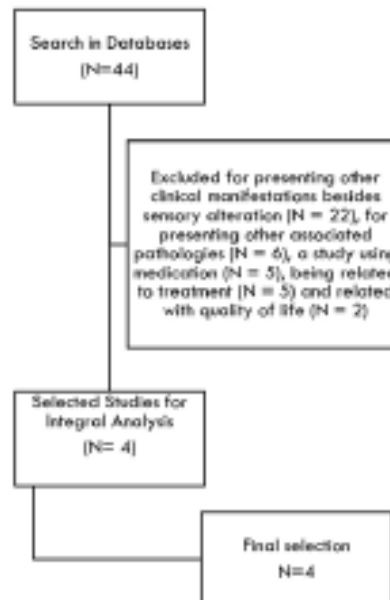 Search in Databases
(N=44)
Excluded for presenting other
clinical manifestations besides
sensory alteration (N = 22), for
presenting other associated
pathologies (N = 6), a study using
medication (N = 5), being related
to treatment (N = 5) and related
with quality of life (N = 2)
Selected Studies for
Integral Analysis
(N= 4)
Final selection
N=4